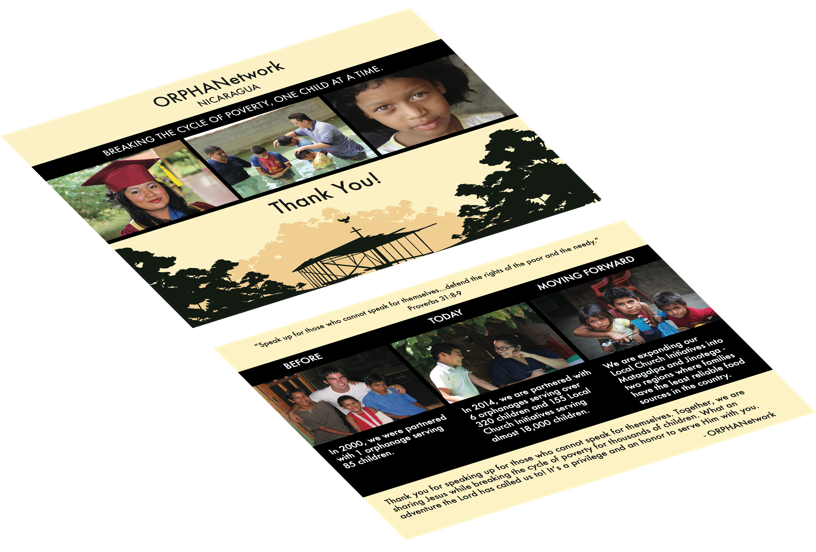 ORPHANetwork
NICARAGUA
BREAKING THE CYCLE OF POVERTY, ONE CHILD AT A TIME.
Thank You!
“Speak up for those who cannot speak for themselves...defend the rights of the poor and the needy.”
Proverbs 31:8-9
BEFORE
In 2000, we were partnered
with 1 orphanage serving
85 children.
TODAY
In 2014, we are partnered with
6 orphanages serving over
320 children and 155 Local
Church Initiatives serving
almost 18,000 children.
MOVING FORWARD
We are expanding our
Local Church Initiatives into
Matagalpa and Jinotega -
two regions where families
have the least reliable food
sources in the country.
Thank you for speaking up for those who cannot speak for themselves. Together, we are
sharing Jesus while breaking the cycle of poverty for thousands of children. What an
adventure the Lord has called us to! It's a privilege and an honor to serve Him with you.
- ORPHANetwork